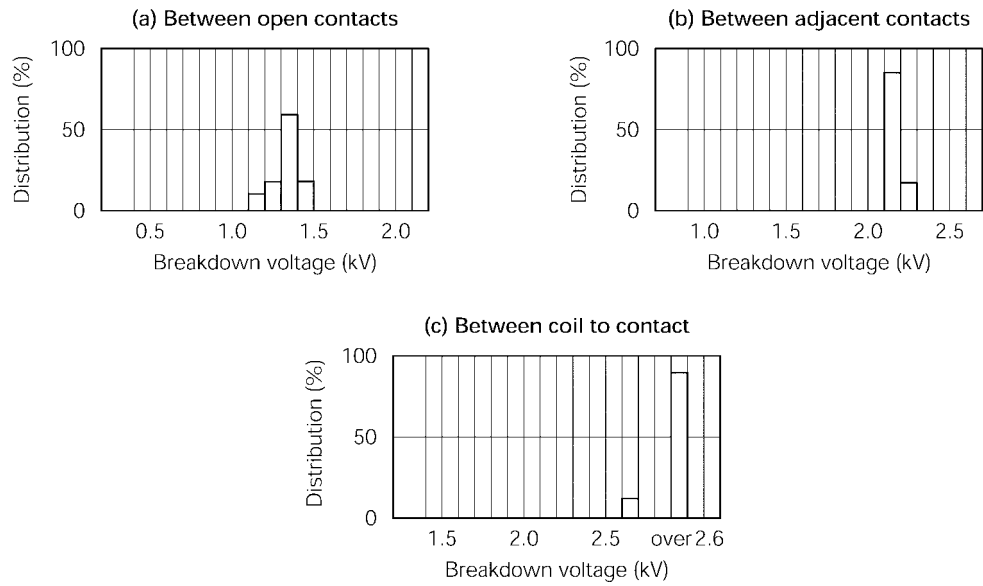 (a) Between open contacts
100
50
0
Distribution (%)
0.5 1.0 1.5 2.0
Breakdown voltage (kV)
(b) Between adjacent contacts
100
50
0
Distribution (%)
1.0 1.5 2.0 2.5
Breakdown voltage (kV)
(c) Between coil to contact
100
50
0
Distribution (%)
1.5 2.0 2.5 over 2.6
Breakdown voltage (kV)